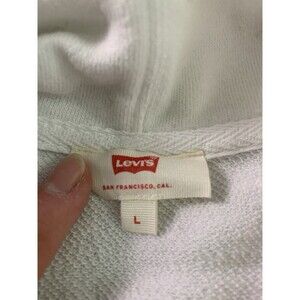 Levi's
SAN FRANCISCO, CAL.
L